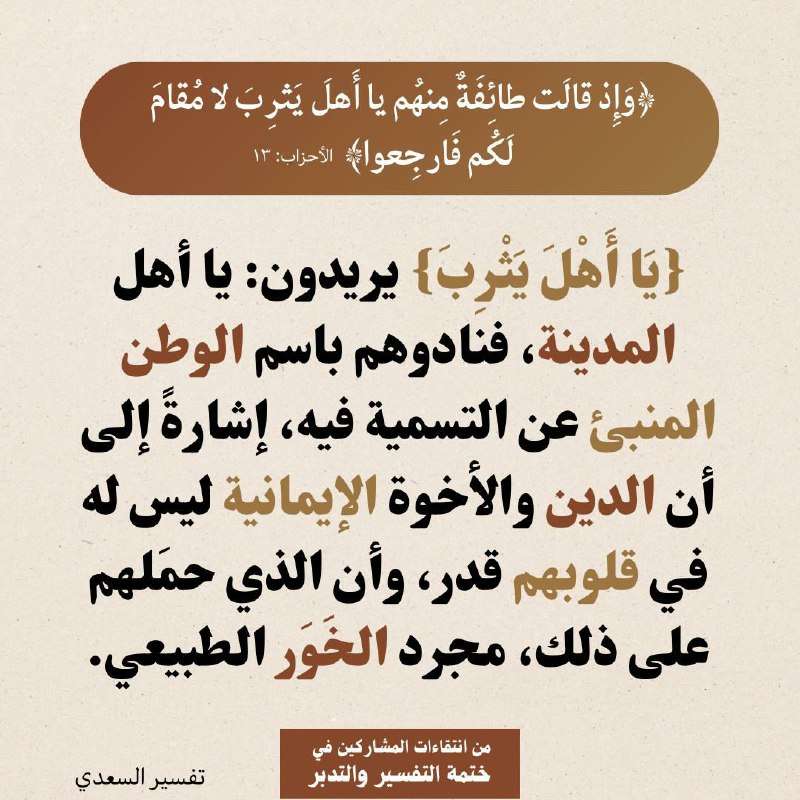 ﴿وَإِذ قالَت طائِفَةٌ مِنهُم يا أَهلَ يَثرِبَ لا مُقامَ
لَكُم فَارجِعوا﴾ الأحزاب: ١٣
{يَا أَهْلَ يَثْرِبَ} يريدون: يا أهل
المدينة، فنادوهم باسم الوطن
المنبئ عن التسمية فيه، إشارةً إلى
أن الدين والأخوة الإيمانية ليس له
في قلوبهم قدر، وأن الذي حمَلهم
على ذلك، مجرد الخَوَر الطبيعي.
من انتقاءات المشاركين في
ختمة التفسير والتدبر
تفسير السعدي